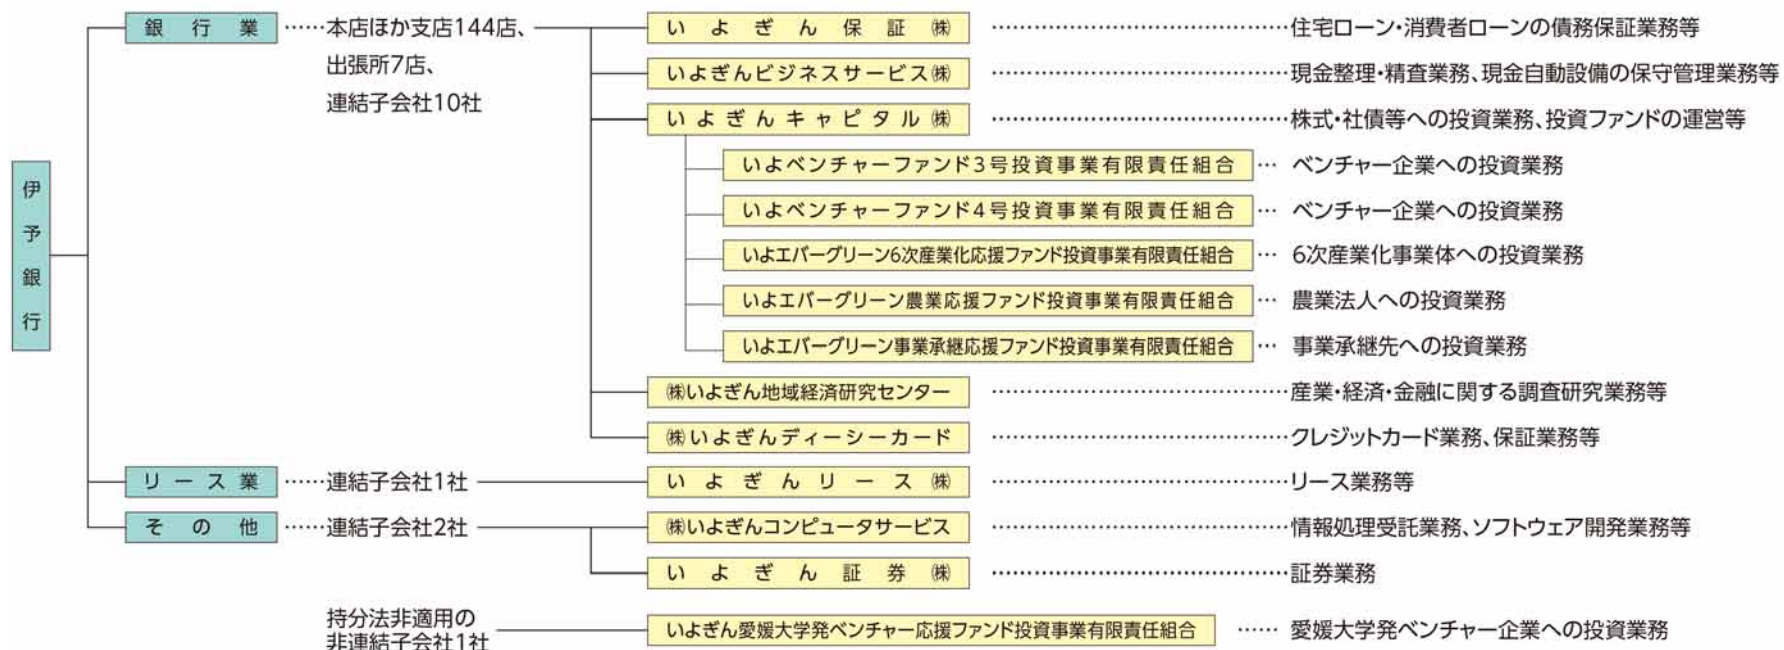 伊予銀行
銀行業……本店ほか支店144店、
出張所7店、
連結子会社10社
いよぎん保証㈱……住宅ローン・消費者ローンの債務保証業務等
いよぎんビジネスサービス㈱……現金整理・精査業務、現金自動設備の保守管理業務等
いよぎんキャピタル㈱……株式・社債等への投資業務、投資ファンドの運営等
いよベンチャーファンド3号投資事業有限責任組合… ベンチャー企業への投資業務
いよベンチャーファンド4号投資事業有限責任組合… ベンチャー企業への投資業務
いよエバーグリーン6次産業化応援ファンド投資事業有限責任組合… 6次産業化事業体への投資業務
いよエバーグリーン農業応援ファンド投資事業有限責任組合… 農業法人への投資業務
いよエバーグリーン事業承継応援ファンド投資事業有限責任組合… 事業承継先への投資業務
㈱いよぎん地域経済研究センター……産業・経済・金融に関する調査研究業務等
㈱いよぎんディーシーカード……クレジットカード業務、保証業務等
リース業……連結子会社1社 いよぎんリース㈱……リース業務等
その他……連結子会社2社 ㈱いよぎんコンピュータサービス……情報処理受託業務、ソフトウェア開発業務等
いよぎん証券㈱……証券業務
持分法非適用の
非連結子会社1社
いよぎん愛媛大学発ベンチャー応援ファンド投資事業有限責任組合…… 愛媛大学発ベンチャー企業への投資業務